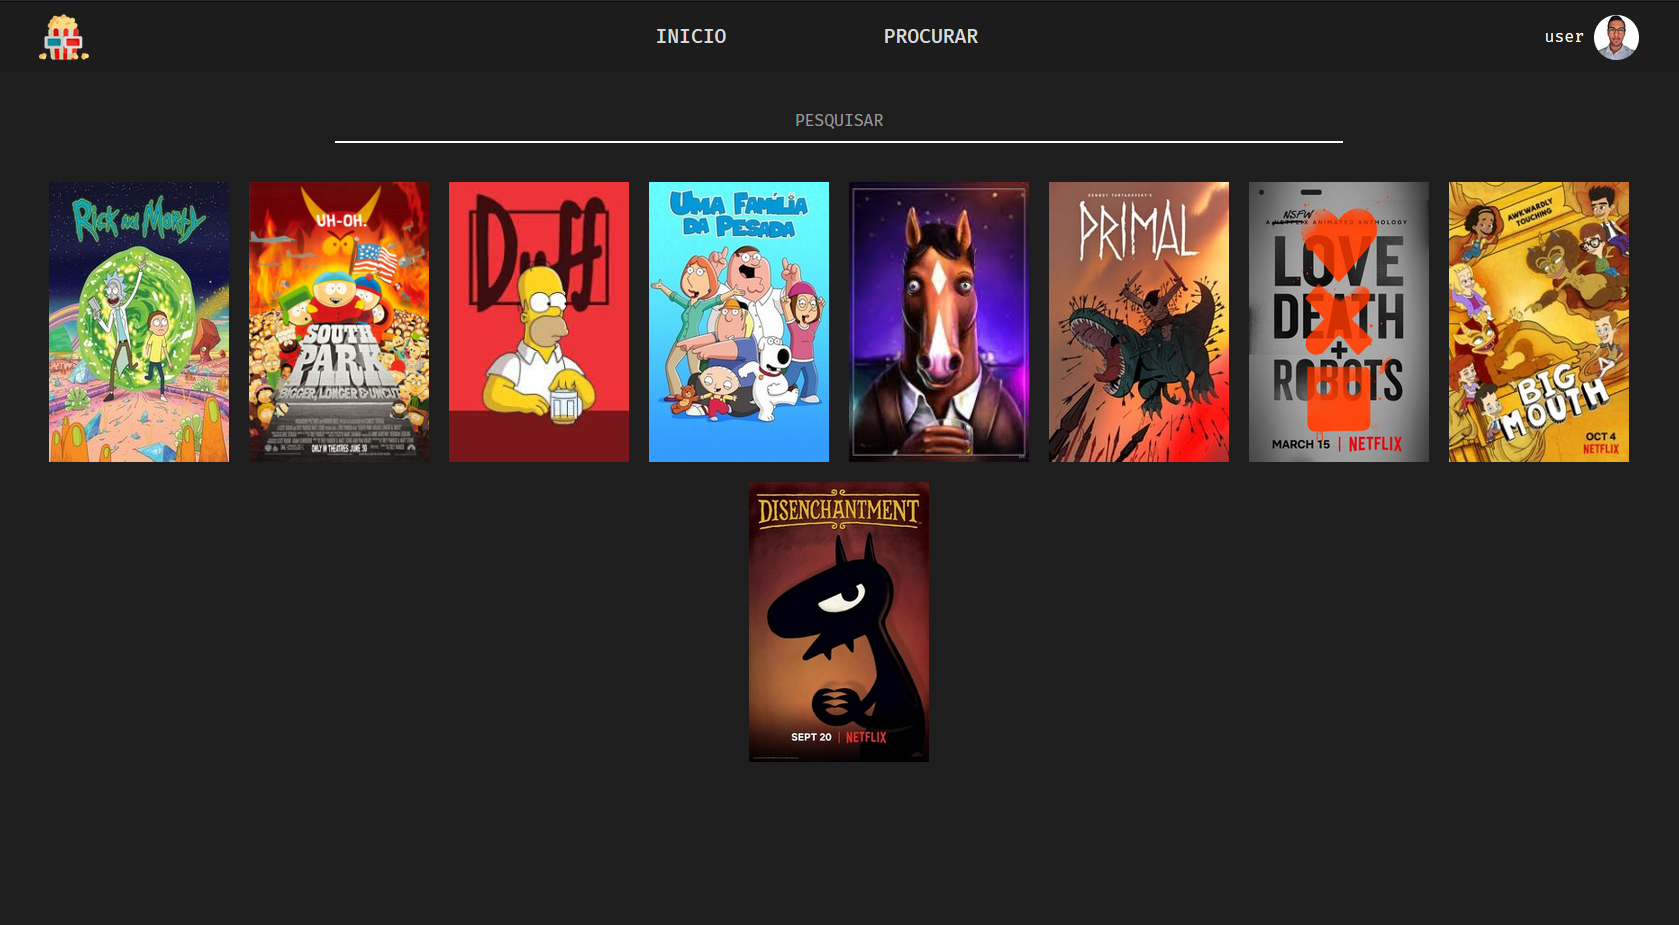 INICIO
PROCURAR
user
PESQUISAR
Rick and Morty
UH-OH.
SOUTH
PARK
BIGGER, LONGER & UNCUT
ONLY IN THEATRES JUNE 30
Duff
UMA FAMÍLIA
DA PESADA
GENNDY TARTAKOVSKY'S
PRIMAL
NSFW
A NETFLIX ANIMATED ANTHOLOGY
LOVE
DEATH
+
ROBOTS
MARCH 15 | NETFLIX
AWKWARDLY
TOUCHING
BIG
MOUTH
OCT 4
NETFLIX
DISENCHANTMENT
SEPT 20 | NETFLIX